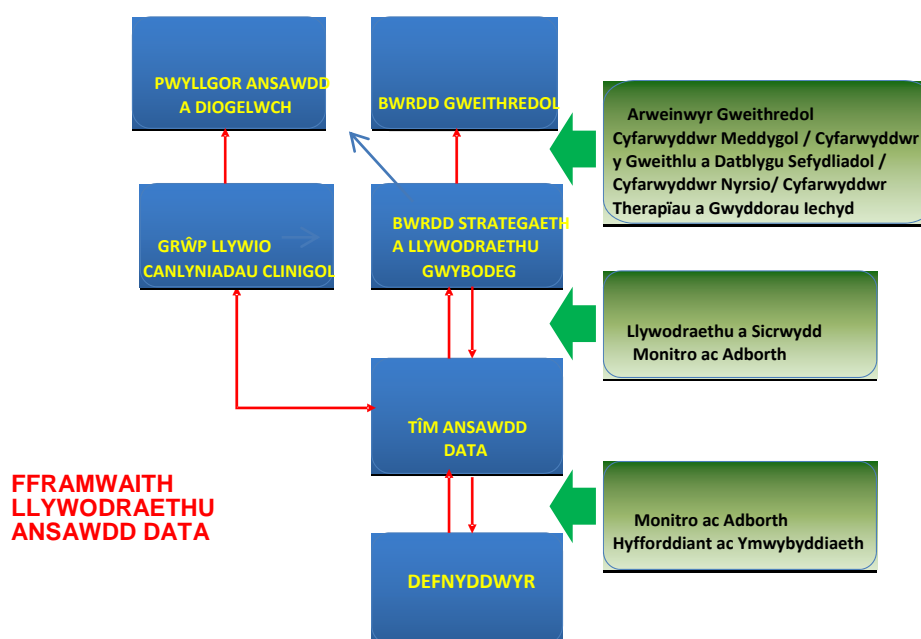 PWYLLGOR ANSAWDD
A DIOGELWCH
BWRDD GWEITHREDOL
Arweinwyr Gweithredol
Cyfarwyddwr Meddygol / Cyfarwyddwr
y Gweithlu a Datblygu Sefydliadol /
Cyfarwyddwr Nyrsio/ Cyfarwyddwr
Therapïau a Gwyddorau Iechyd
GRŴP LLYWIO
CANLYNIADAU CLINIGOL
BWRDD STRATEGAETH
A LLYWODRAETHU
GWYBODEG
Llywodraethu a Sicrwydd
Monitro ac Adborth
TÎM ANSAWDD
DATA
FFRAMWAITH
LLYWODRAETHU
ANSAWDD DATA
Monitro ac Adborth
Hyfforddiant ac Ymwybyddiaeth
DEFNYDDWYR